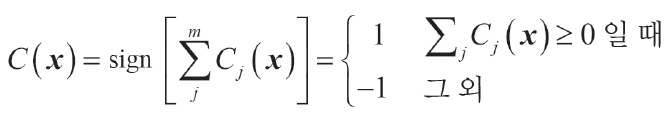 C(x) = sign [ ∑_j^m C_j(x) ] = { 1 ∑_j C_j(x) ≥ 0 일 때
−1 그 외